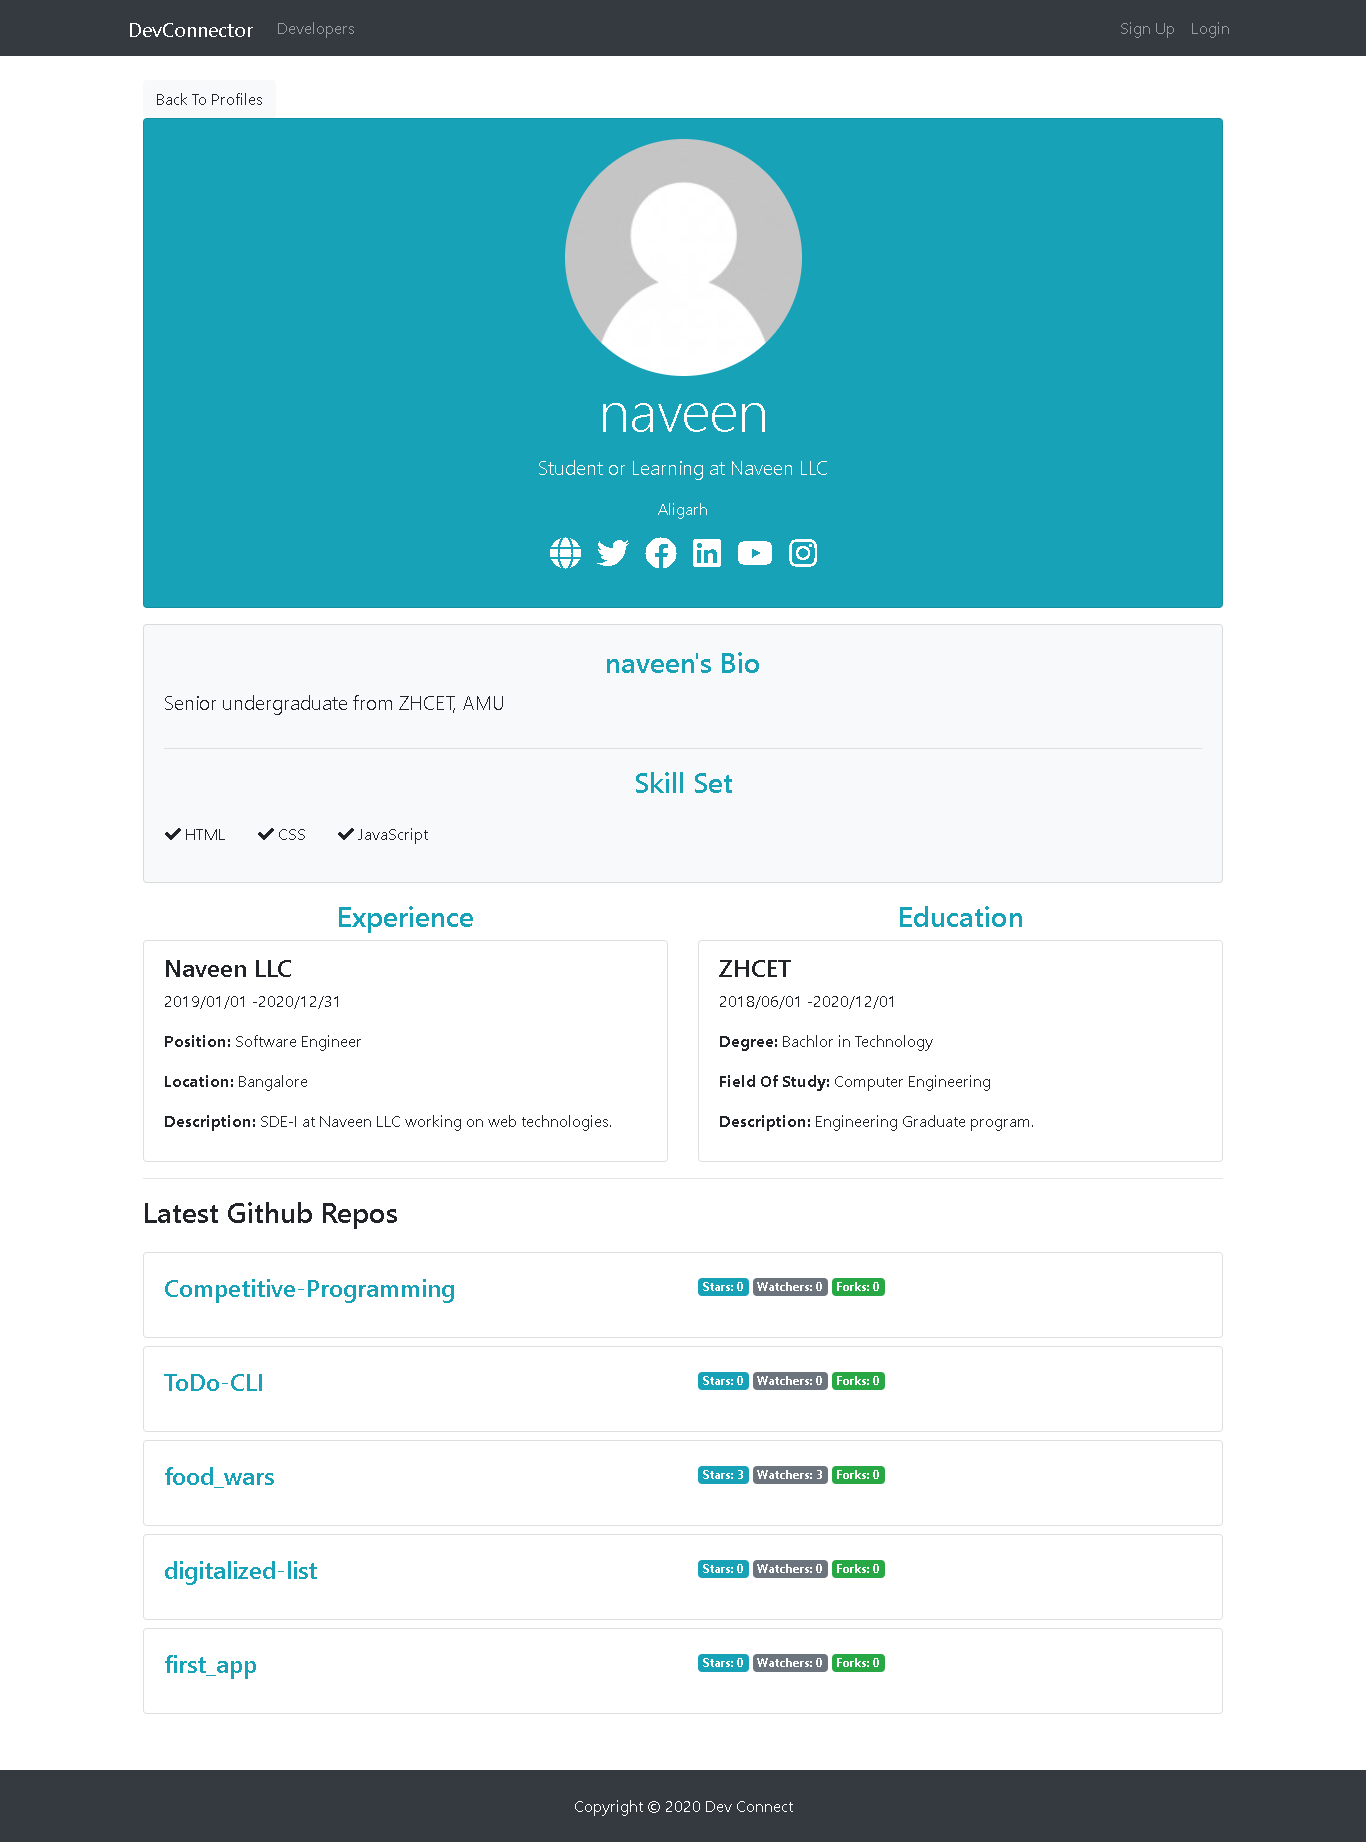 DevConnector Developers Sign Up Login
Back To Profiles
naveen
Student or Learning at Naveen LLC
Aligarh
naveen's Bio
Senior undergraduate from ZHCET, AMU
Skill Set
HTML CSS JavaScript
Experience
Naveen LLC
2019/01/01 -2020/12/31
Position: Software Engineer
Location: Bangalore
Description: SDE-I at Naveen LLC working on web technologies.
Education
ZHCET
2018/06/01 -2020/12/01
Degree: Bachlor in Technology
Field Of Study: Computer Engineering
Description: Engineering Graduate program.
Latest Github Repos
Competitive-Programming Stars: 0 Watchers: 0 Forks: 0
ToDo-CLI Stars: 0 Watchers: 0 Forks: 0
food_wars Stars: 3 Watchers: 3 Forks: 0
digitalized-list Stars: 0 Watchers: 0 Forks: 0
first_app Stars: 0 Watchers: 0 Forks: 0
Copyright © 2020 Dev Connect